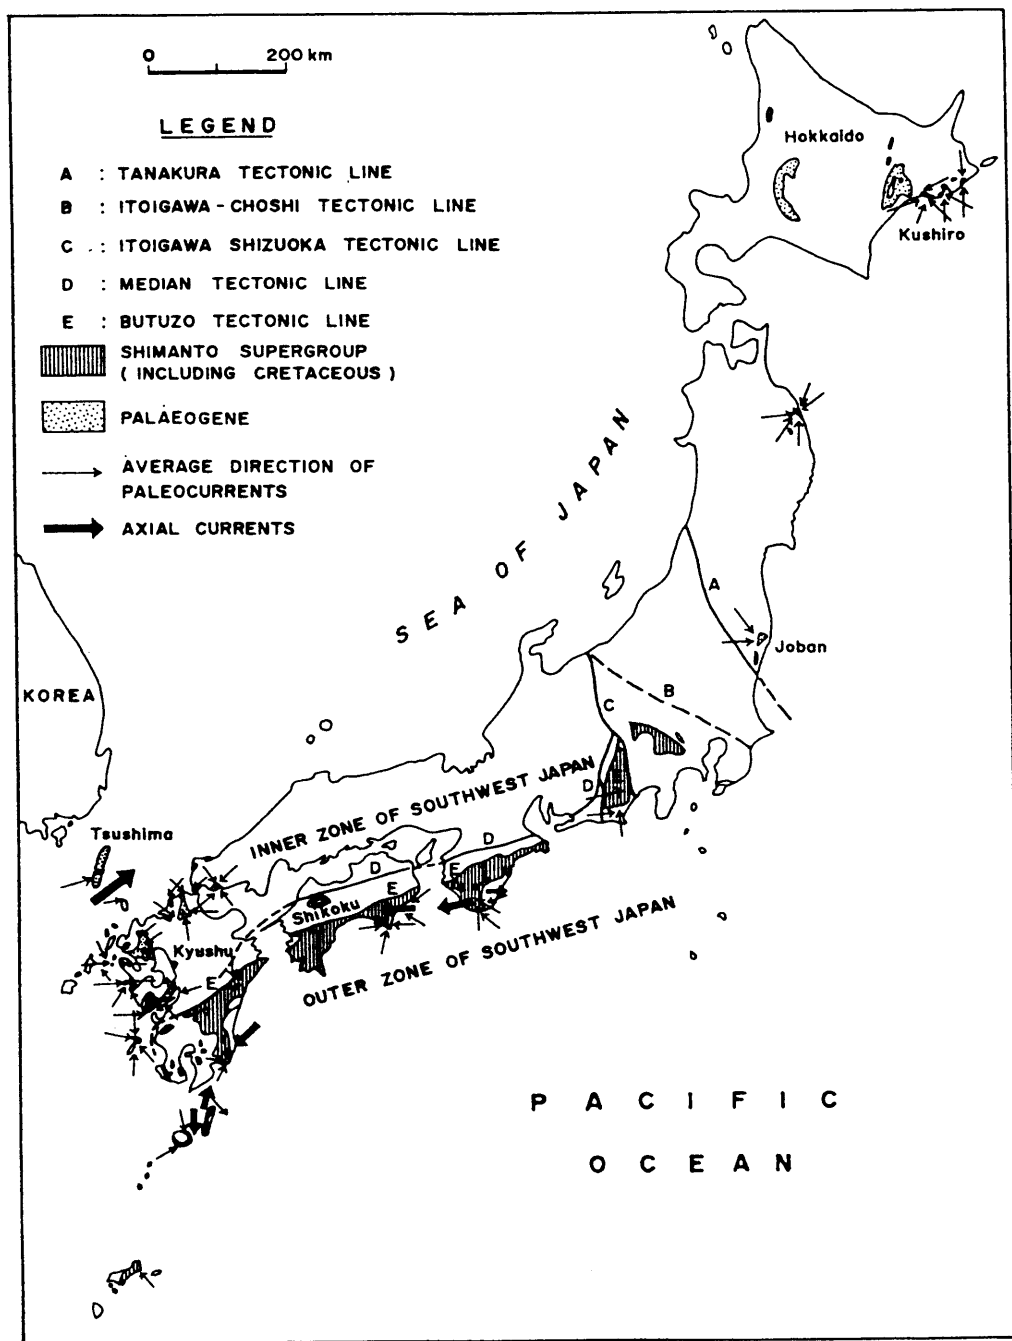 0 200 km
LEGEND
A : TANAKURA TECTONIC LINE
B : ITOIGAWA-CHOSHI TECTONIC LINE
C : ITOIGAWA SHIZUOKA TECTONIC LINE
D : MEDIAN TECTONIC LINE
E : BUTUZO TECTONIC LINE
SHIMANTO SUPERGROUP
( INCLUDING CRETACEOUS )
PALAEOGENE
AVERAGE DIRECTION OF
PALEOCURRENTS
AXIAL CURRENTS
Hokkaido
Kushiro
SEA OF JAPAN
A
Joban
KOREA
B
C
D
Tsushima
INNER ZONE OF SOUTHWEST JAPAN
D
D
E
E
Shikoku
Kyushu
E
OUTER ZONE OF SOUTHWEST JAPAN
PACIFIC
OCEAN